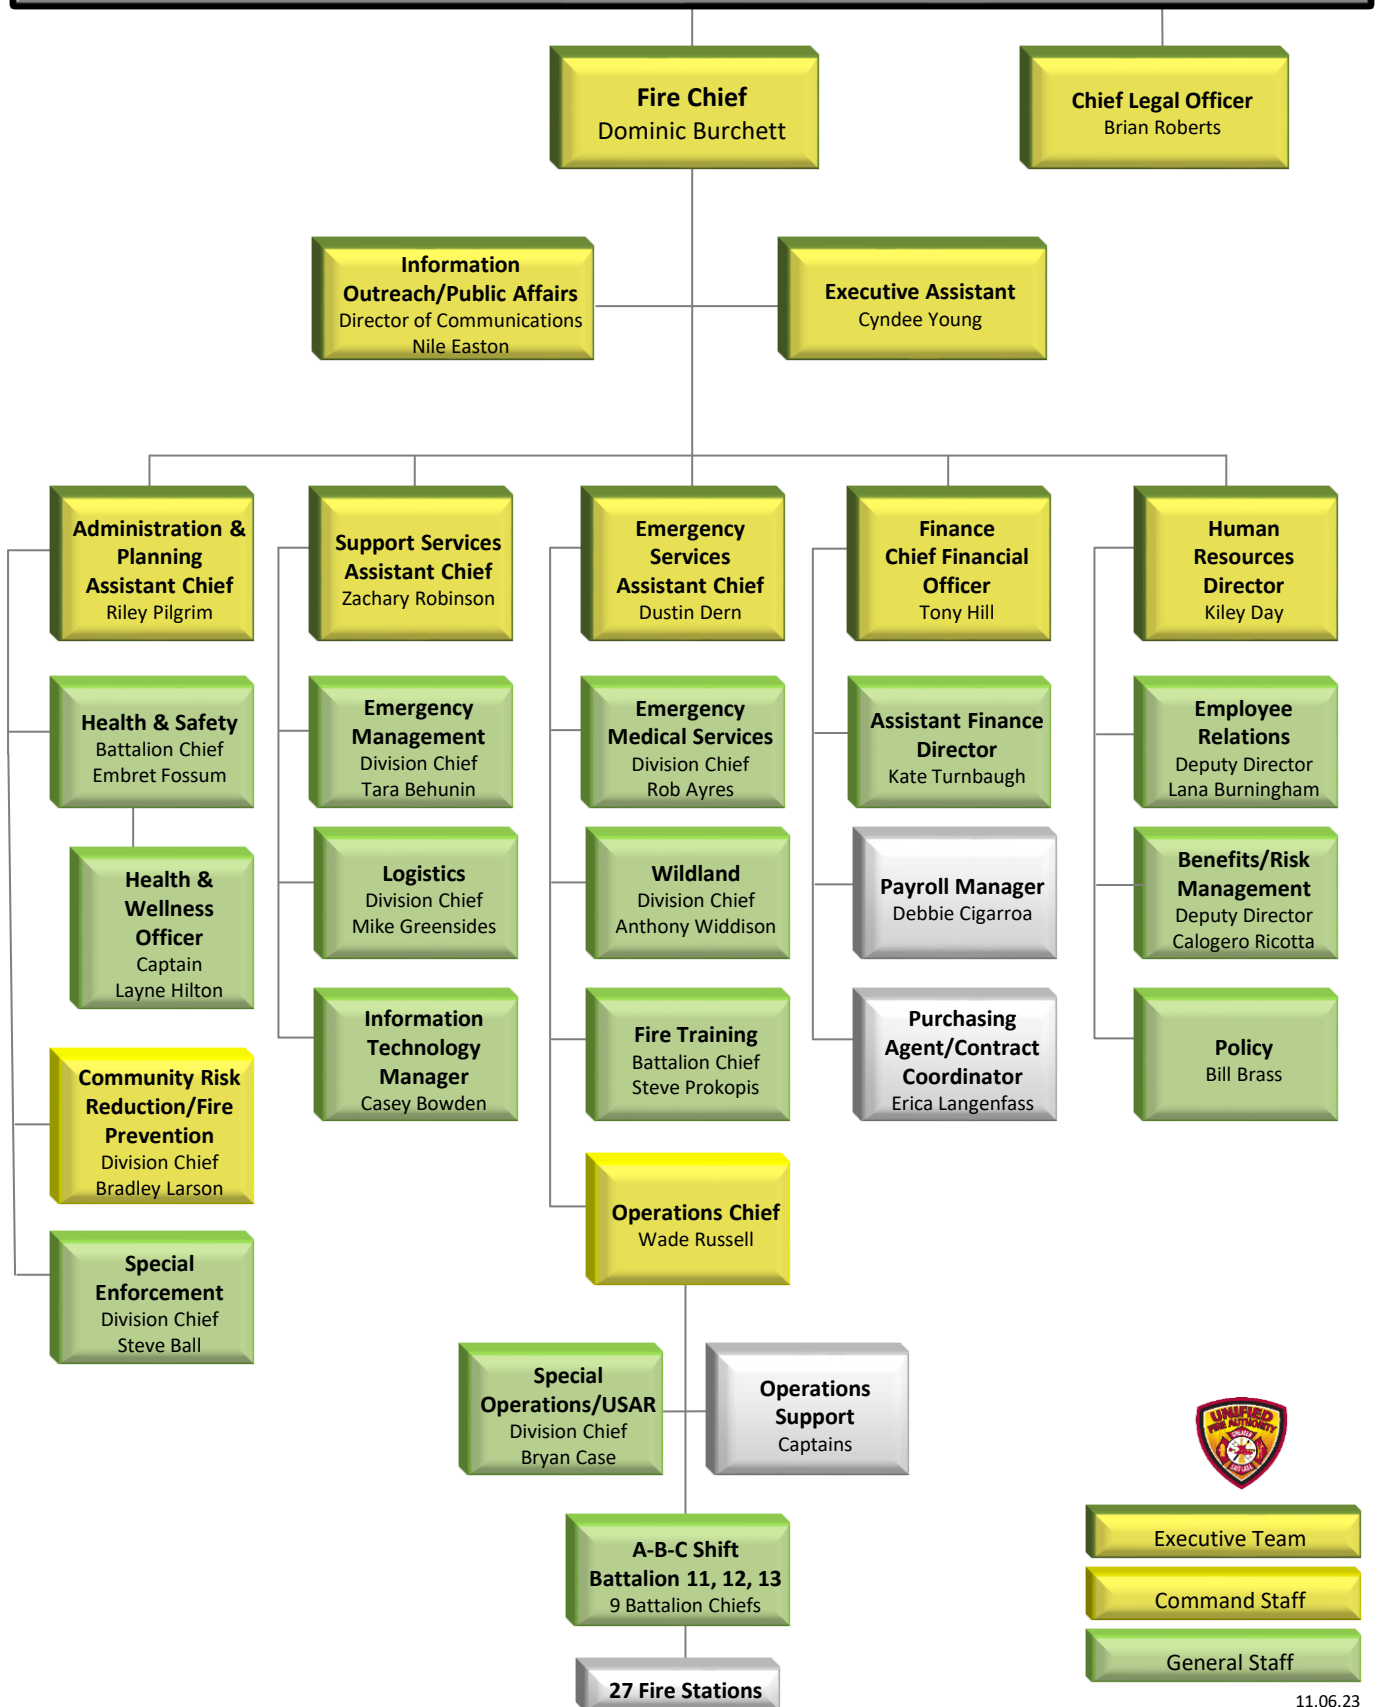 Fire Chief
Dominic Burchett
Chief Legal Officer
Brian Roberts
Information
Outreach/Public Affairs
Director of Communications
Nile Easton
Executive Assistant
Cyndee Young
Administration &
Planning
Assistant Chief
Riley Pilgrim
Support Services
Assistant Chief
Zachary Robinson
Emergency
Services
Assistant Chief
Dustin Dern
Finance
Chief Financial
Officer
Tony Hill
Human
Resources
Director
Kiley Day
Health & Safety
Battalion Chief
Embret Fossum
Emergency
Management
Division Chief
Tara Behunin
Emergency
Medical Services
Division Chief
Rob Ayres
Assistant Finance
Director
Kate Turnbaugh
Employee
Relations
Deputy Director
Lana Burningham
Health &
Wellness
Officer
Captain
Layne Hilton
Logistics
Division Chief
Mike Greensides
Wildland
Division Chief
Anthony Widdison
Payroll Manager
Debbie Cigarroa
Benefits/Risk
Management
Deputy Director
Calogero Ricotta
Information
Technology
Manager
Casey Bowden
Fire Training
Battalion Chief
Steve Prokopis
Purchasing
Agent/Contract
Coordinator
Erica Langenfass
Policy
Bill Brass
Community Risk
Reduction/Fire
Prevention
Division Chief
Bradley Larson
Operations Chief
Wade Russell
Special
Enforcement
Division Chief
Steve Ball
Special
Operations/USAR
Division Chief
Bryan Case
Operations
Support
Captains
A-B-C Shift
Battalion 11, 12, 13
9 Battalion Chiefs
27 Fire Stations
UNIFIED
FIRE AUTHORITY
GREATER
SALT LAKE
Executive Team
Command Staff
General Staff
11.06.23